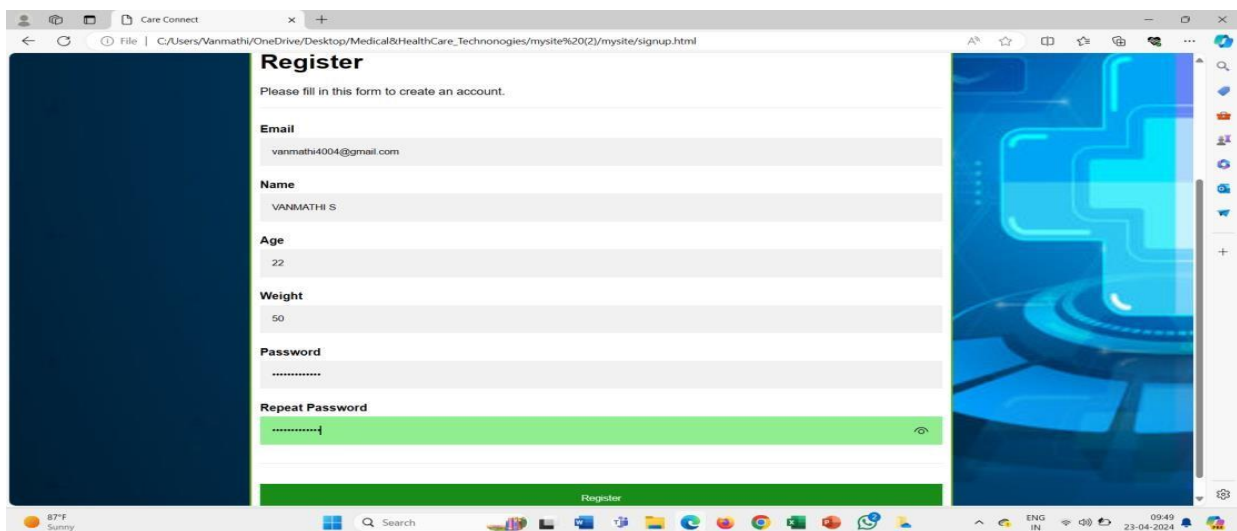 Care Connect
File | C:/Users/Vanmathi/OneDrive/Desktop/Medical&HealthCare_Technonogies/mysite%20(2)/mysite/signup.html
Register
Please fill in this form to create an account.
Email
vanmathi4004@gmail.com
Name
VANMATHI S
Age
22
Weight
50
Password
•••••••••••••
Repeat Password
•••••••••••••
Register
87°F
Sunny
Search
ENG
IN
09:49
23-04-2024